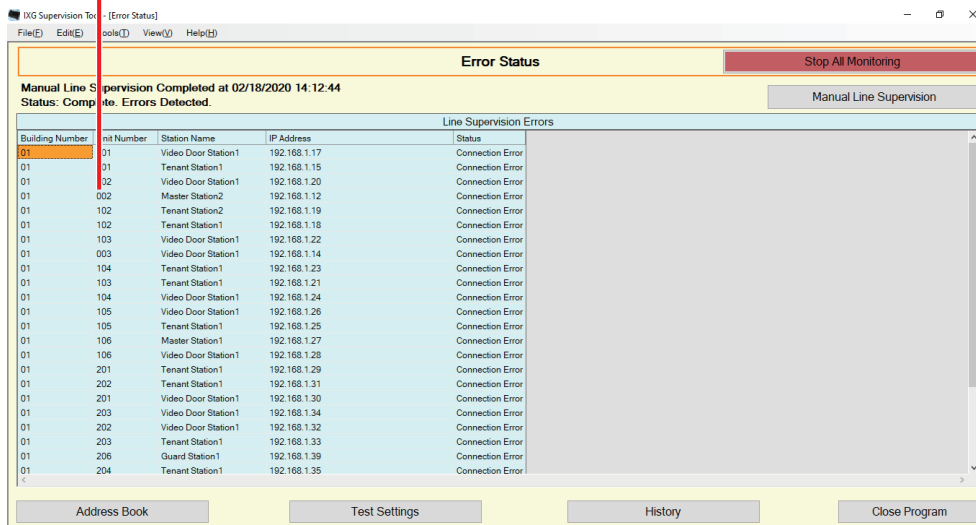 IXG Supervision Tool - [Error Status]
File(F) Edit(E) Tools(T) View(V) Help(H)
Error Status
Stop All Monitoring
Manual Line Supervision Completed at 02/18/2020 14:12:44
Status: Complete. Errors Detected.
Manual Line Supervision
Line Supervision Errors
Building Number Unit Number Station Name IP Address Status
01 101 Video Door Station1 192.168.1.17 Connection Error
01 101 Tenant Station1 192.168.1.15 Connection Error
01 102 Video Door Station1 192.168.1.20 Connection Error
01 002 Master Station2 192.168.1.12 Connection Error
01 102 Tenant Station2 192.168.1.19 Connection Error
01 102 Tenant Station1 192.168.1.18 Connection Error
01 103 Video Door Station1 192.168.1.22 Connection Error
01 003 Video Door Station1 192.168.1.14 Connection Error
01 104 Tenant Station1 192.168.1.23 Connection Error
01 103 Tenant Station1 192.168.1.21 Connection Error
01 104 Video Door Station1 192.168.1.24 Connection Error
01 105 Video Door Station1 192.168.1.26 Connection Error
01 105 Tenant Station1 192.168.1.25 Connection Error
01 106 Master Station1 192.168.1.27 Connection Error
01 106 Video Door Station1 192.168.1.28 Connection Error
01 201 Tenant Station1 192.168.1.29 Connection Error
01 202 Tenant Station1 192.168.1.31 Connection Error
01 201 Video Door Station1 192.168.1.30 Connection Error
01 203 Video Door Station1 192.168.1.34 Connection Error
01 202 Video Door Station1 192.168.1.32 Connection Error
01 203 Tenant Station1 192.168.1.33 Connection Error
01 206 Guard Station1 192.168.1.39 Connection Error
01 204 Tenant Station1 192.168.1.35 Connection Error
Address Book Test Settings History Close Program